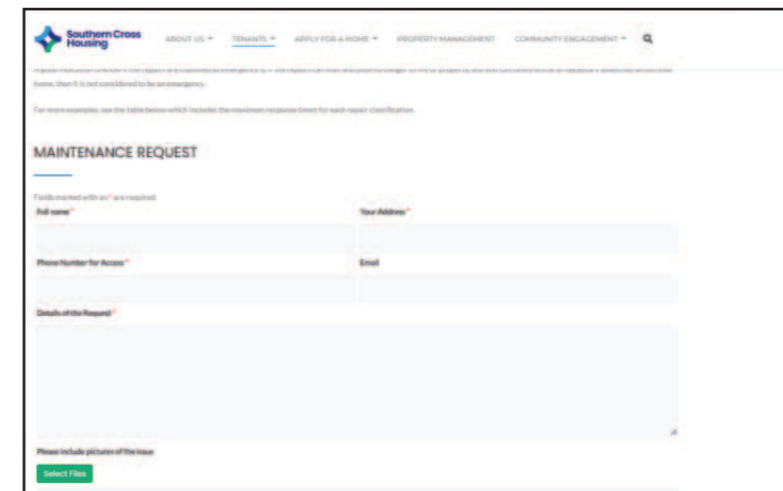 Southern Cross
Housing
ABOUT US TENANTS APPLY FOR A HOME PROPERTY MANAGEMENT COMMUNITY ENGAGEMENT
home, then it is not considered to be an emergency.
For more examples, see the table below which includes the maximum response times for each repair classification.
MAINTENANCE REQUEST
Fields marked with an * are required
Full name * Your Address *
Phone Number for Access * Email
Details of the Request *
Please include pictures of the issue
Select Files